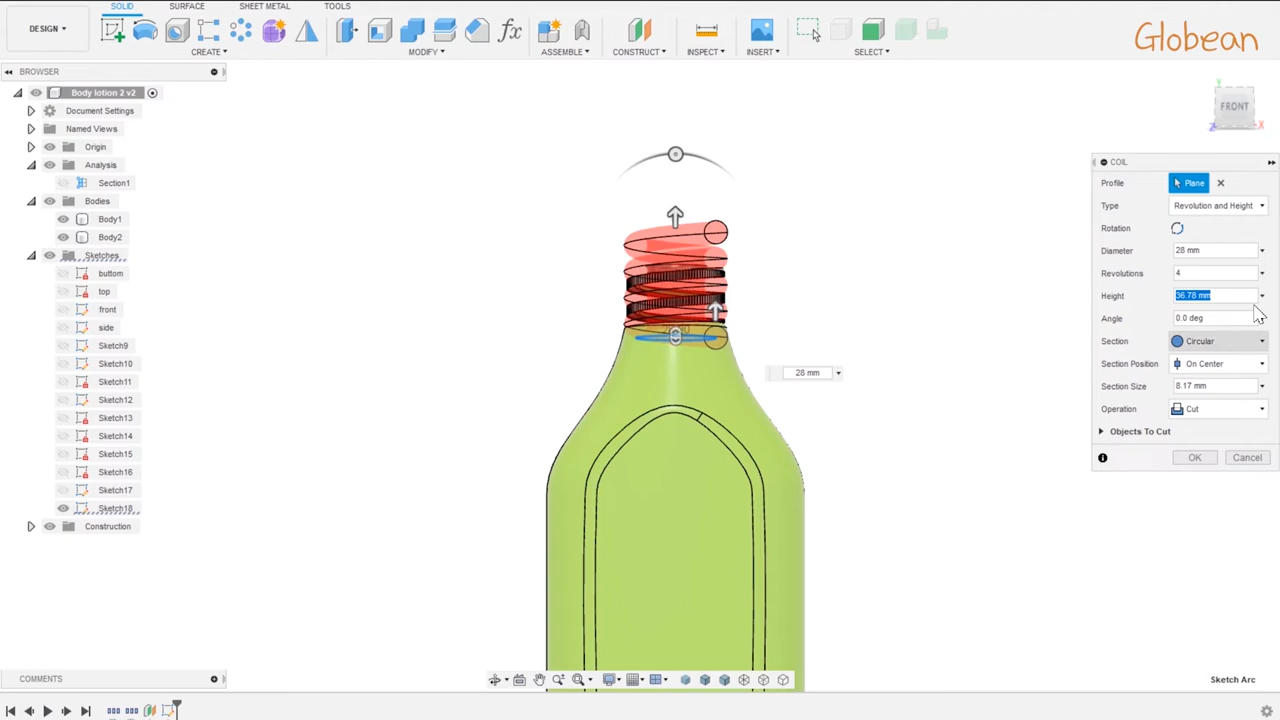 SOLID SURFACE SHEET METAL TOOLS
DESIGN
CREATE MODIFY ASSEMBLE CONSTRUCT INSPECT INSERT SELECT
Globean
BROWSER
Body lotion 2 v2
Document Settings
Named Views
Origin
Analysis
Section1
Bodies
Body1
Body2
Sketches
buttom
top
front
side
Sketch9
Sketch10
Sketch11
Sketch12
Sketch13
Sketch14
Sketch15
Sketch16
Sketch17
Sketch18
Construction
Y
FRONT
Z X
28 mm
COIL
Profile Plane
Type Revolution and Height
Rotation
Diameter 28 mm
Revolutions 4
Height 36.78 mm
Angle 0.0 deg
Section Circular
Section Position On Center
Section Size 8.17 mm
Operation Cut
Objects To Cut
OK Cancel
COMMENTS
Sketch Arc